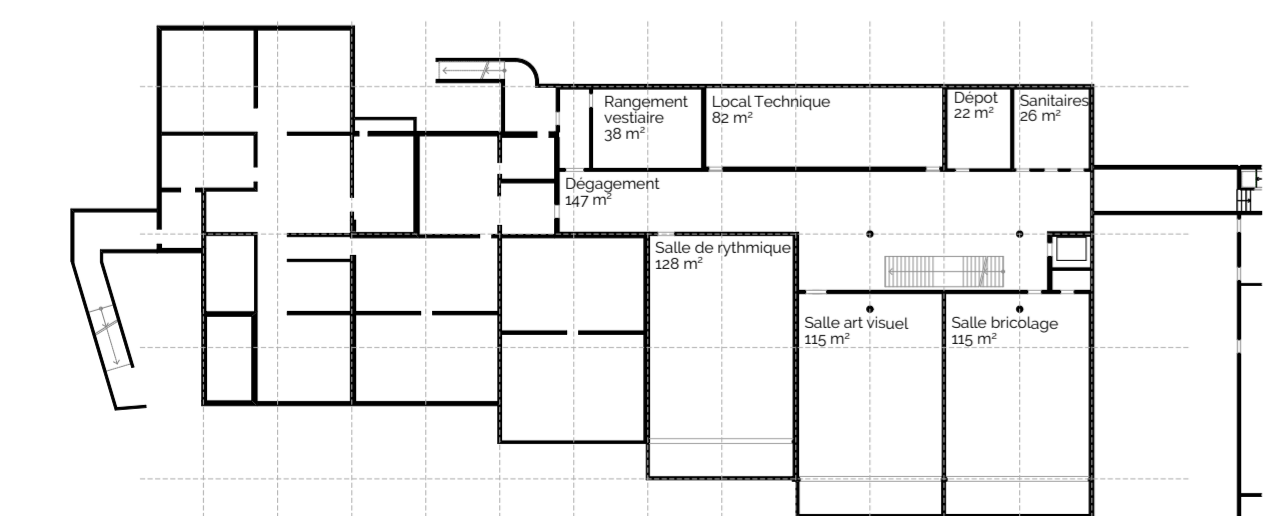 Rangement
vestiaire
38 m²
Local Technique
82 m²
Dépot
22 m²
Sanitaires
26 m²
Dégagement
147 m²
Salle de rythmique
128 m²
Salle art visuel
115 m²
Salle bricolage
115 m²